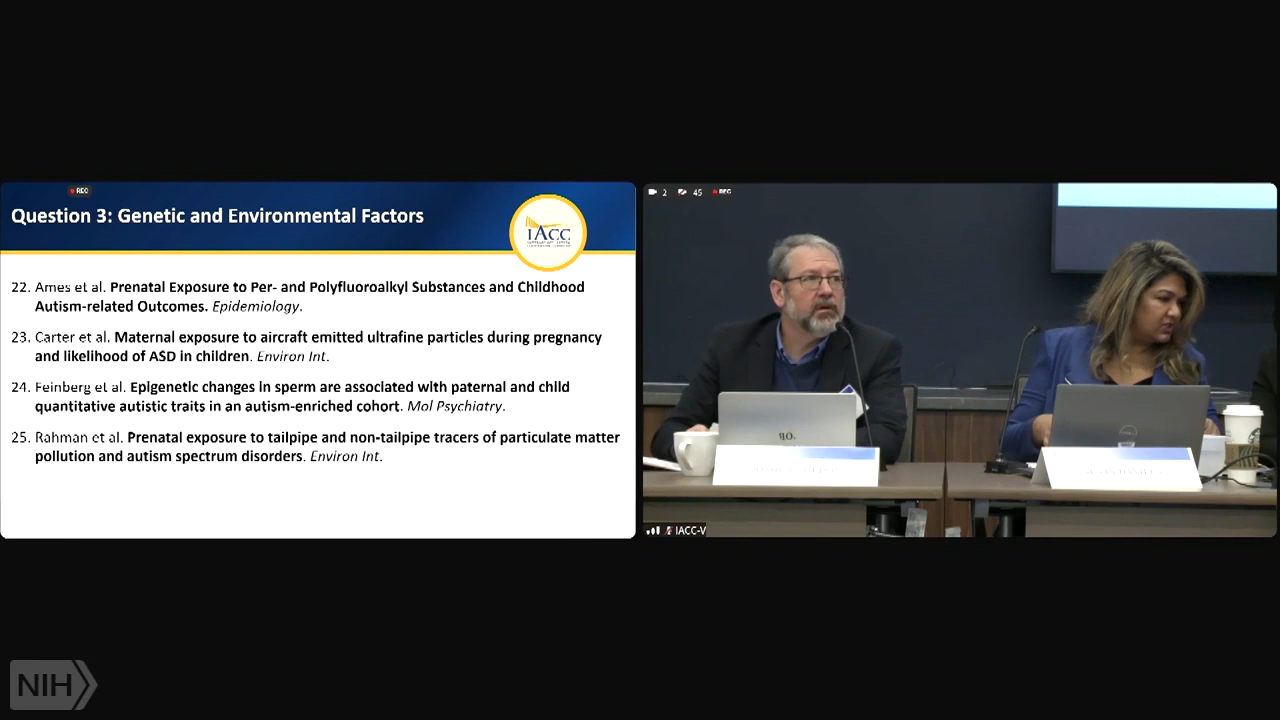 REC
Question 3: Genetic and Environmental Factors
IACC
22. Ames et al. Prenatal Exposure to Per- and Polyfluoroalkyl Substances and Childhood
Autism-related Outcomes. Epidemiology.
23. Carter et al. Maternal exposure to aircraft emitted ultrafine particles during pregnancy
and likelihood of ASD in children. Environ Int.
24. Feinberg et al. Epigenetic changes in sperm are associated with paternal and child
quantitative autistic traits in an autism-enriched cohort. Mol Psychiatry.
25. Rahman et al. Prenatal exposure to tailpipe and non-tailpipe tracers of particulate matter
pollution and autism spectrum disorders. Environ Int.
2 45 REC
DELL
IACC-V
NIH